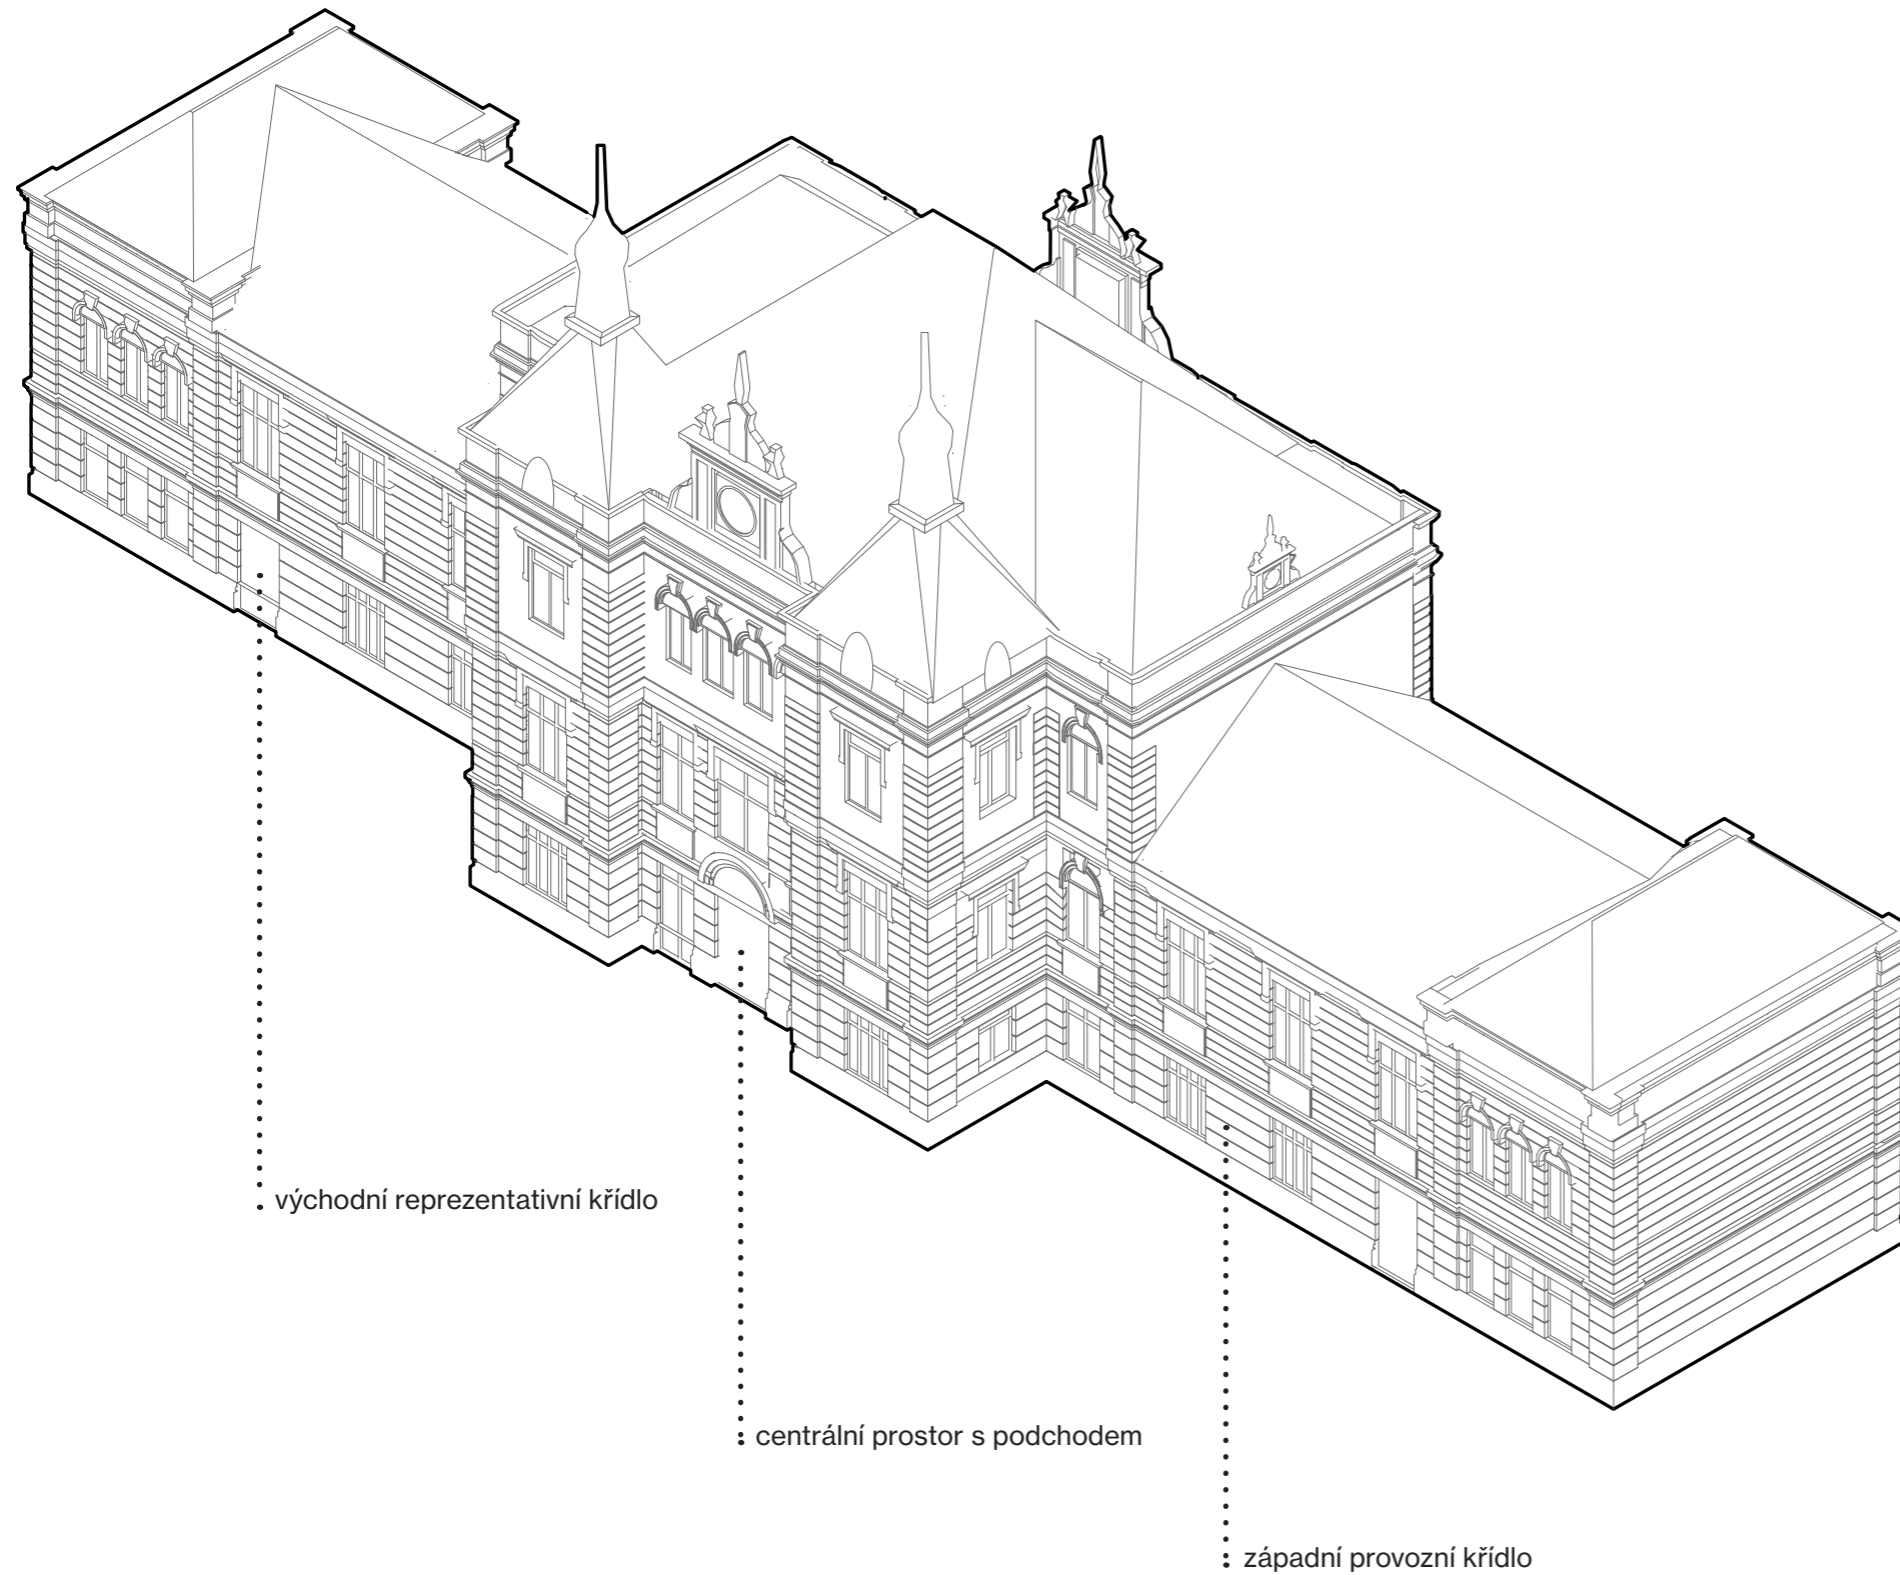 východní reprezentativní křídlo
centrální prostor s podchodem
západní provozní křídlo